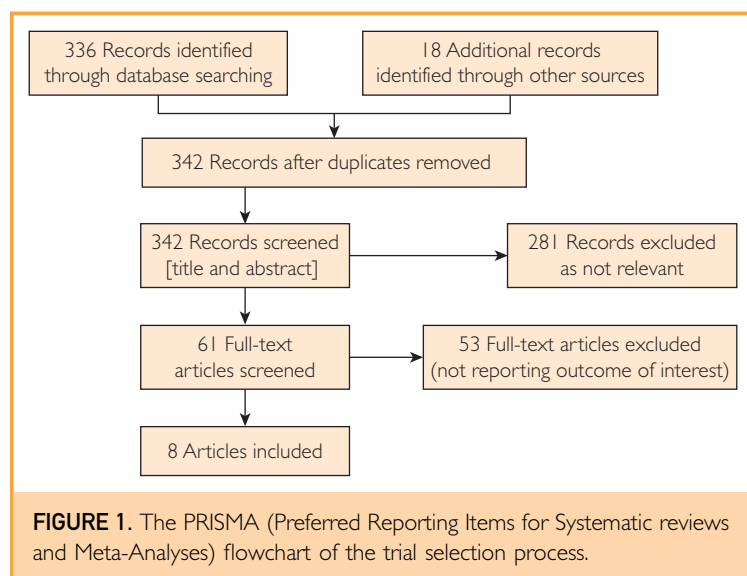 336 Records identified
through database searching
18 Additional records
identified through other sources
342 Records after duplicates removed
342 Records screened
[title and abstract]
281 Records excluded
as not relevant
61 Full-text
articles screened
53 Full-text articles excluded
(not reporting outcome of interest)
8 Articles included
FIGURE 1. The PRISMA (Preferred Reporting Items for Systematic reviews
and Meta-Analyses) flowchart of the trial selection process.